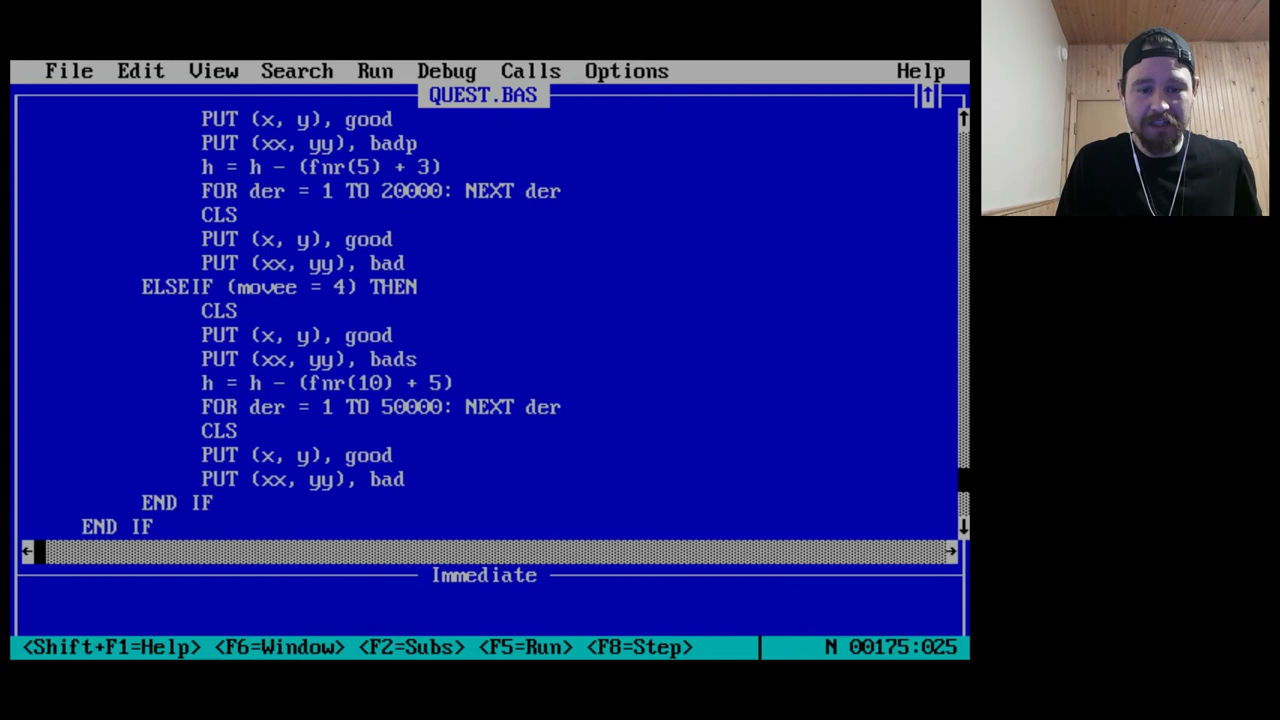 File Edit View Search Run Debug Calls Options Help
QUEST.BAS
PUT (x, y), good
PUT (xx, yy), badp
h = h - (fnr(5) + 3)
FOR der = 1 TO 20000: NEXT der
CLS
PUT (x, y), good
PUT (xx, yy), bad
ELSEIF (movee = 4) THEN
CLS
PUT (x, y), good
PUT (xx, yy), bads
h = h - (fnr(10) + 5)
FOR der = 1 TO 50000: NEXT der
CLS
PUT (x, y), good
PUT (xx, yy), bad
END IF
END IF
Immediate
<Shift+F1=Help> <F6=Window> <F2=Subs> <F5=Run> <F8=Step> N 00175:025